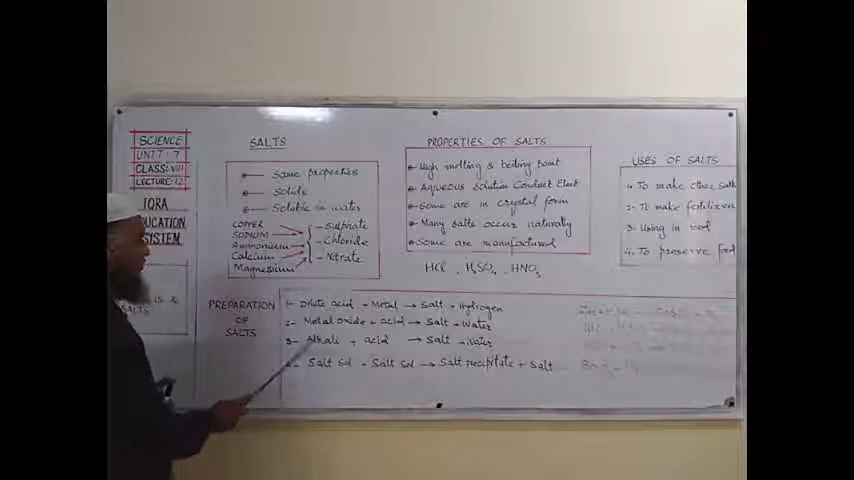 SCIENCE
UNIT: 7
CLASS: VIII
LECTURE: 12
IQRA
EDUCATION
SYSTEM
IS &
SALTS
SALTS
Same properties
Solids
Soluble in water
COPPER
SODIUM
Ammonium
Calcium
Magnesium
- Sulphate
- Chloride
- Nitrate
PROPERTIES OF SALTS
High melting & boiling point
AQUEOUS Solution Conduct Elect
Some are in crystal form
Many salts occur naturally
Some are manufactured
HCl , H2SO4 , HNO3
USES OF SALTS
1. To make other salt
2. To make fertilizer
3. Using in
4. To preserve food
PREPARATION
OF
SALTS
1- Dilute acid + Metal → Salt + Hydrogen
2- Metal oxide + acid → Salt + Water
3- Alkali + acid → Salt + Water
4- Salt Sol + Salt Sol → Salt precipitate + Salt